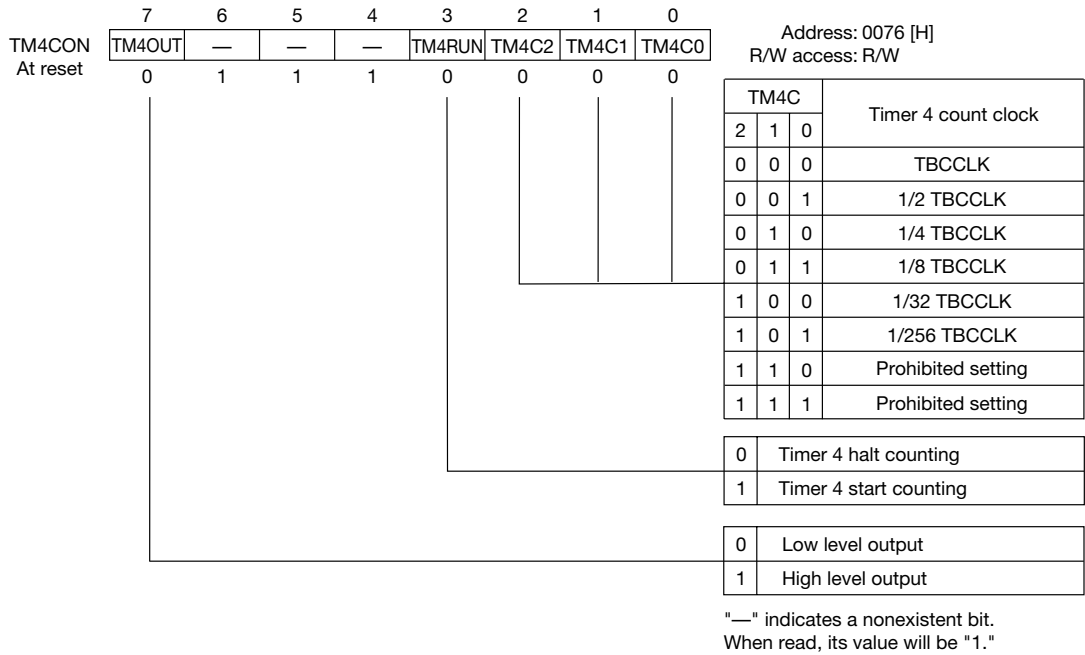 7 6 5 4 3 2 1 0
TM4CON TM4OUT — — — TM4RUN TM4C2 TM4C1 TM4C0
At reset 0 1 1 1 0 0 0 0
Address: 0076 [H]
R/W access: R/W
TM4C Timer 4 count clock
2 1 0
0 0 0 TBCCLK
0 0 1 1/2 TBCCLK
0 1 0 1/4 TBCCLK
0 1 1 1/8 TBCCLK
1 0 0 1/32 TBCCLK
1 0 1 1/256 TBCCLK
1 1 0 Prohibited setting
1 1 1 Prohibited setting
0 Timer 4 halt counting
1 Timer 4 start counting
0 Low level output
1 High level output
"—" indicates a nonexistent bit.
When read, its value will be "1."